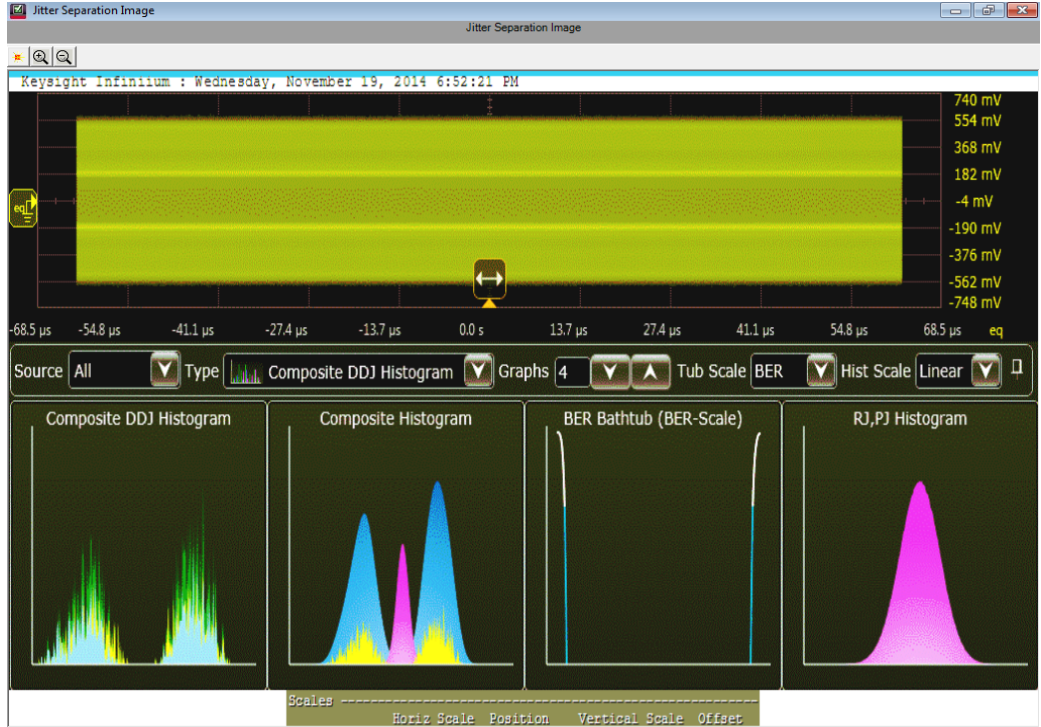 Jitter Separation Image
Jitter Separation Image
Keysight Infiniium : Wednesday, November 19, 2014 6:52:21 PM
740 mV
554 mV
368 mV
182 mV
-4 mV
-190 mV
-376 mV
-562 mV
-748 mV
eq
-68.5 µs -54.8 µs -41.1 µs -27.4 µs -13.7 µs 0.0 s 13.7 µs 27.4 µs 41.1 µs 54.8 µs 68.5 µs eq
Source All Type Composite DDJ Histogram Graphs 4 Tub Scale BER Hist Scale Linear
Composite DDJ Histogram
Composite Histogram
BER Bathtub (BER-Scale)
RJ,PJ Histogram
Scales
Horiz Scale Position Vertical Scale Offset